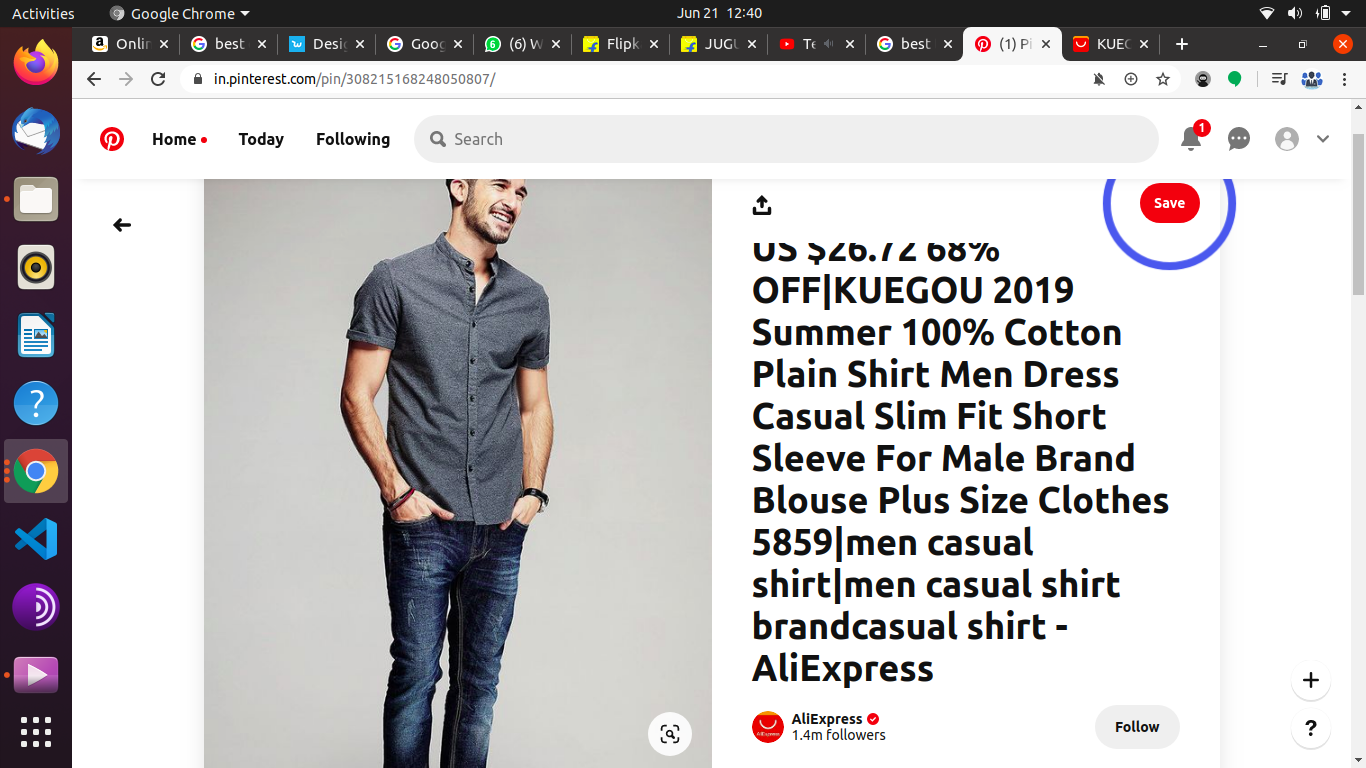 Activities
Google Chrome
Jun 21 12:40
Onlin
best
Desig
Goog
(6) W
Flipk
JUGU
Te
best
(1) Pi
KUEG
in.pinterest.com/pin/308215168248050807/
Home
Today
Following
Search
1
Save
US $26.72 68%
OFF|KUEGOU 2019
Summer 100% Cotton
Plain Shirt Men Dress
Casual Slim Fit Short
Sleeve For Male Brand
Blouse Plus Size Clothes
5859|men casual
shirt|men casual shirt
brandcasual shirt -
AliExpress
AliExpress
1.4m followers
Follow
?